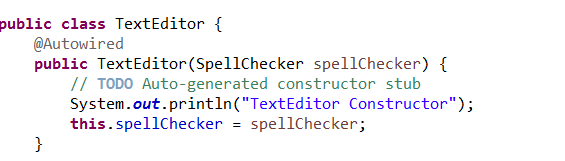 public class TextEditor {
@Autowired
public TextEditor(SpellChecker spellChecker) {
// TODO Auto-generated constructor stub
System.out.println("TextEditor Constructor");
this.spellChecker = spellChecker;
}